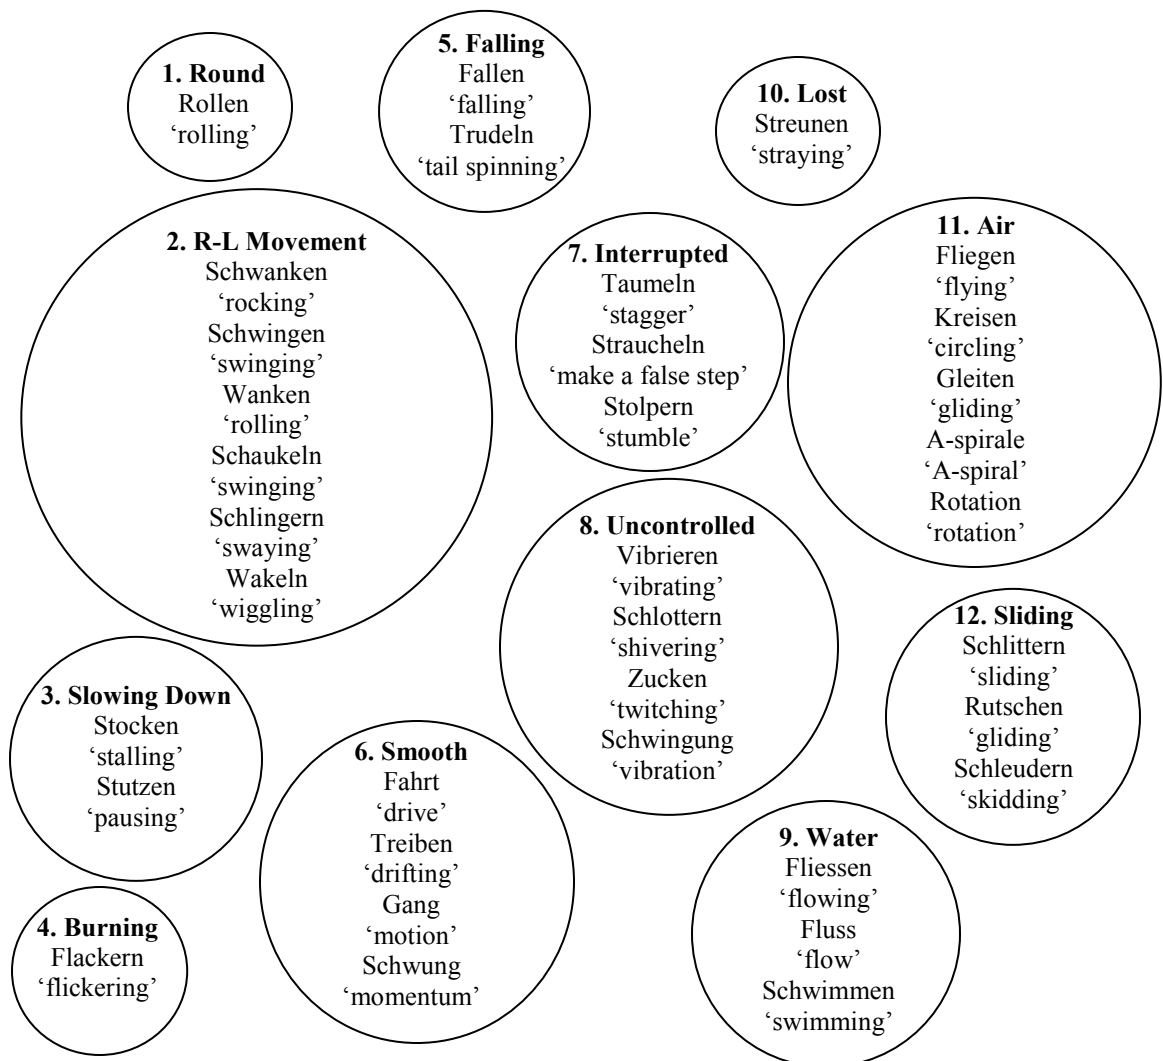 1. Round
Rollen
‘rolling’
2. R-L Movement
Schwanken
‘rocking’
Schwingen
‘swinging’
Wanken
‘rolling’
Schaukeln
‘swinging’
Schlingern
‘swaying’
Wakeln
‘wiggling’
3. Slowing Down
Stocken
‘stalling’
Stutzen
‘pausing’
4. Burning
Flackern
‘flickering’
5. Falling
Fallen
‘falling’
Trudeln
‘tail spinning’
6. Smooth
Fahrt
‘drive’
Treiben
‘drifting’
Gang
‘motion’
Schwung
‘momentum’
7. Interrupted
Taumeln
‘stagger’
Straucheln
‘make a false step’
Stolpern
‘stumble’
8. Uncontrolled
Vibrieren
‘vibrating’
Schlottern
‘shivering’
Zucken
‘twitching’
Schwingung
‘vibration’
9. Water
Fliessen
‘flowing’
Fluss
‘flow’
Schwimmen
‘swimming’
10. Lost
Streunen
‘straying’
11. Air
Fliegen
‘flying’
Kreisen
‘circling’
Gleiten
‘gliding’
A-spirale
‘A-spiral’
Rotation
‘rotation’
12. Sliding
Schlittern
‘sliding’
Rutschen
‘gliding’
Schleudern
‘skidding’